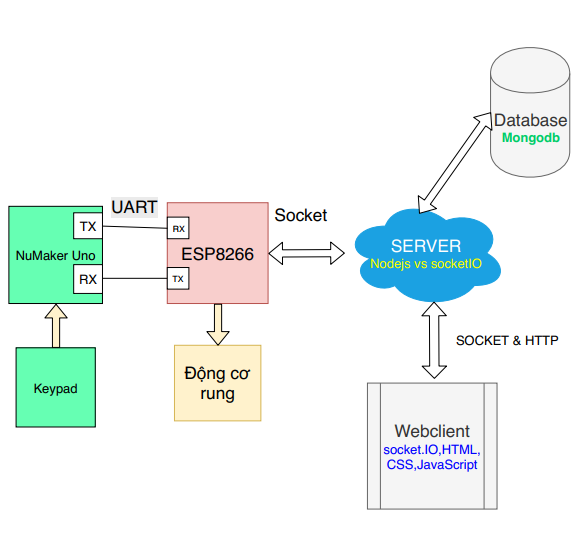 Database
Mongodb
UART
TX
RX
Socket
NuMaker Uno
ESP8266
SERVER
Nodejs vs socketIO
RX
TX
SOCKET & HTTP
Keypad
Động cơ
rung
Webclient
socket.IO,HTML,
CSS,JavaScript